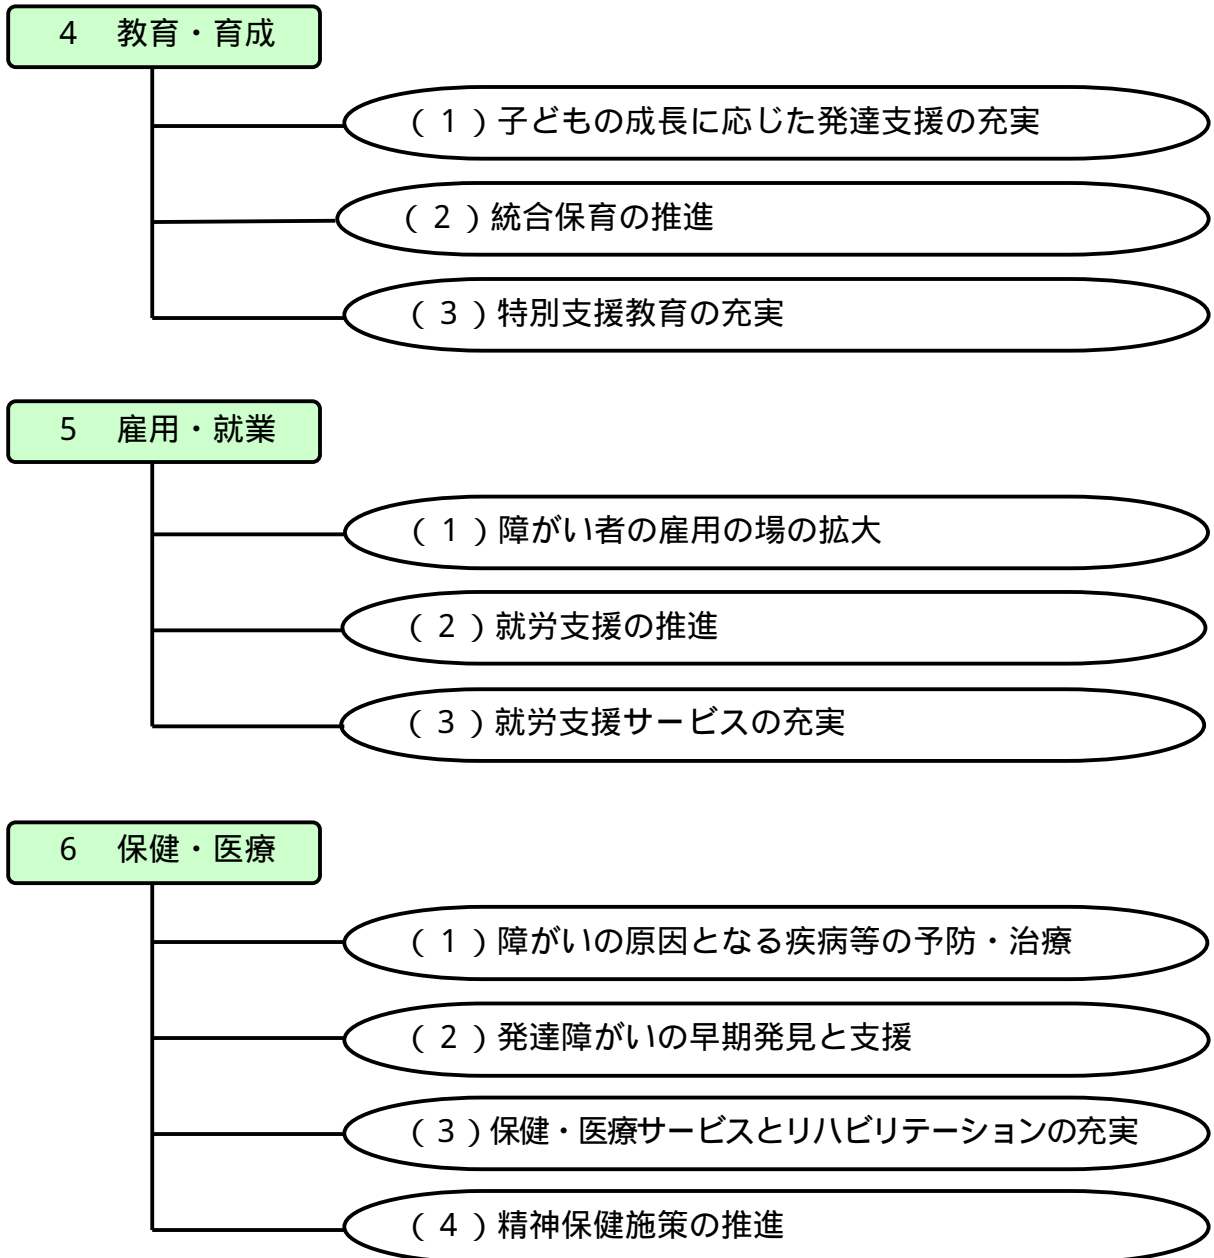 4　教育・育成
（1）子どもの成長に応じた発達支援の充実
（2）統合保育の推進
（3）特別支援教育の充実
5　雇用・就業
（1）障がい者の雇用の場の拡大
（2）就労支援の推進
（3）就労支援サービスの充実
6　保健・医療
（1）障がいの原因となる疾病等の予防・治療
（2）発達障がいの早期発見と支援
（3）保健・医療サービスとリハビリテーションの充実
（4）精神保健施策の推進